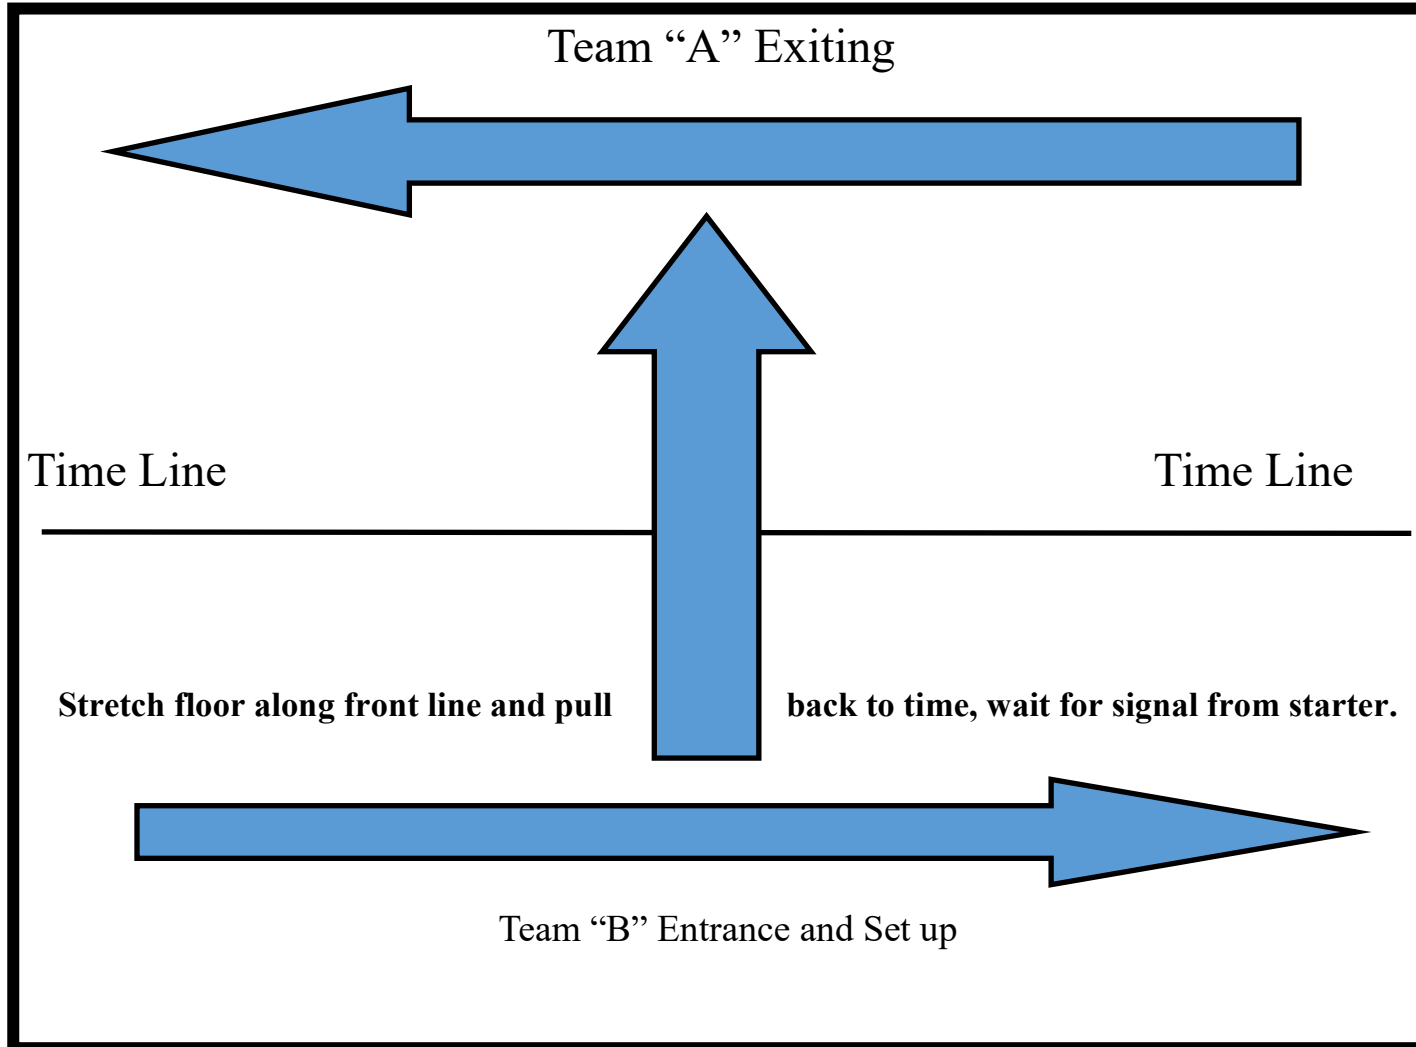 Team “A” Exiting
Time Line
Time Line
Stretch floor along front line and pull back to time, wait for signal from starter.
Team “B” Entrance and Set up